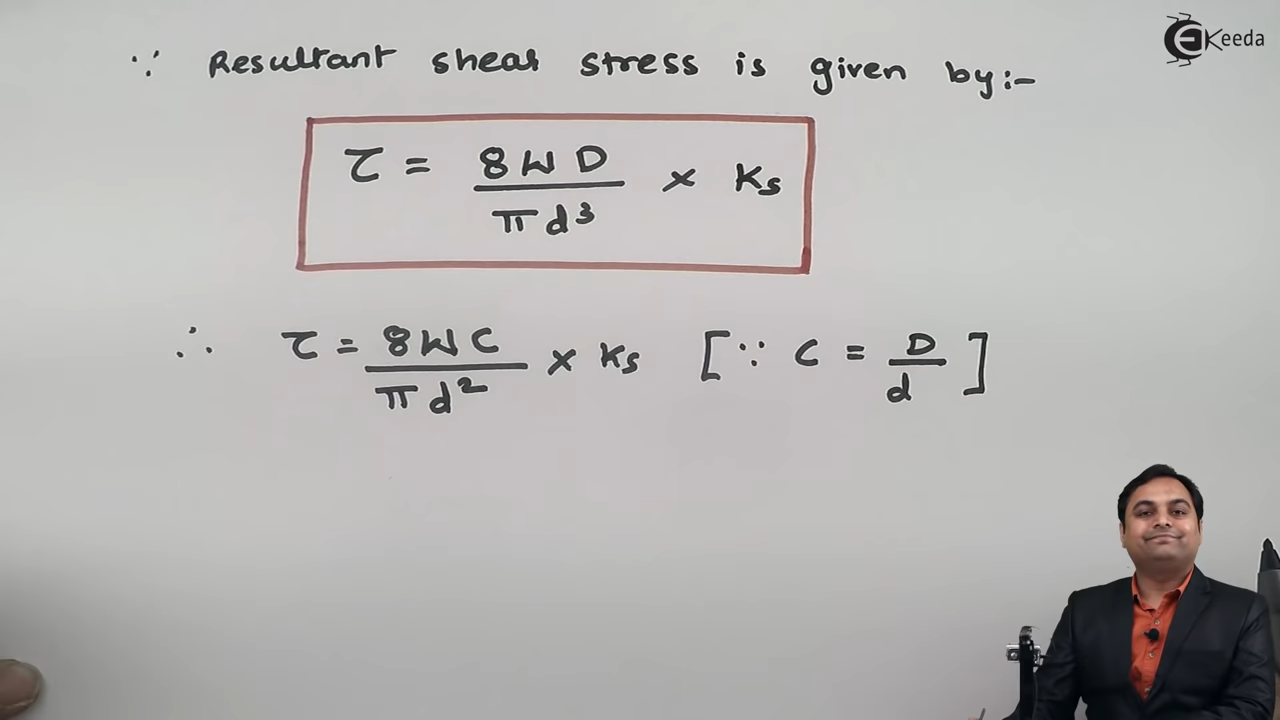 EKeeda
∵ Resultant shear stress is given by:-
τ = 8WD / πd³ × Ks
∴ τ = 8WC / πd² × Ks [∵ C = D / d]